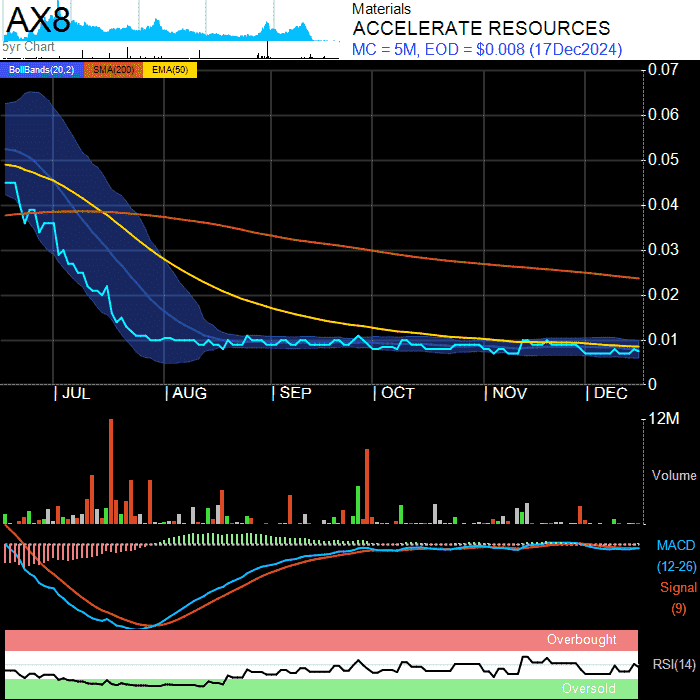 AX8
5yr Chart
Materials
ACCELERATE RESOURCES
MC = 5M, EOD = $0.008 (17Dec2024)
BollBands(20,2) SMA(200) EMA(50)
0.07
0.06
0.05
0.04
0.03
0.02
0.01
0
JUL AUG SEP OCT NOV DEC
12M
Volume
MACD
(12-26)
Signal
(9)
Overbought
RSI(14)
Oversold